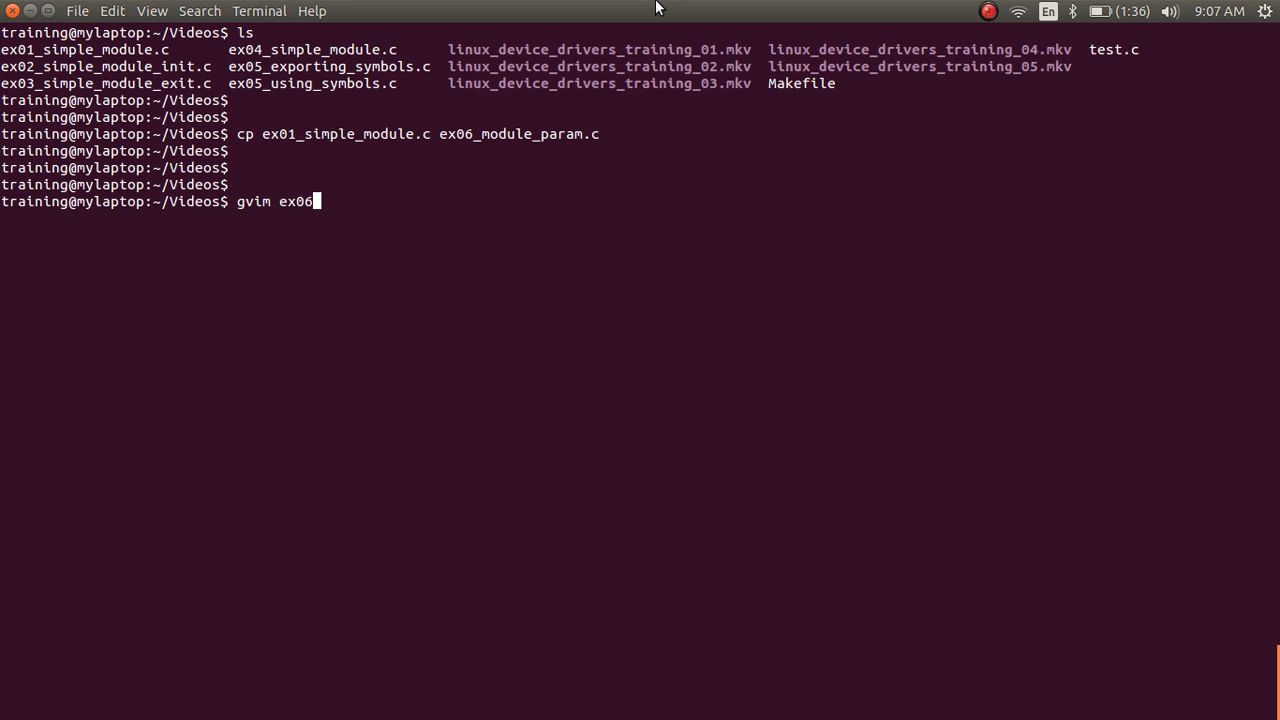 File Edit View Search Terminal Help En (1:36) 9:07 AM
training@mylaptop:~/Videos$ ls
ex01_simple_module.c ex04_simple_module.c linux_device_drivers_training_01.mkv linux_device_drivers_training_04.mkv test.c
ex02_simple_module_init.c ex05_exporting_symbols.c linux_device_drivers_training_02.mkv linux_device_drivers_training_05.mkv
ex03_simple_module_exit.c ex05_using_symbols.c linux_device_drivers_training_03.mkv Makefile
training@mylaptop:~/Videos$
training@mylaptop:~/Videos$
training@mylaptop:~/Videos$ cp ex01_simple_module.c ex06_module_param.c
training@mylaptop:~/Videos$
training@mylaptop:~/Videos$
training@mylaptop:~/Videos$
training@mylaptop:~/Videos$ gvim ex06